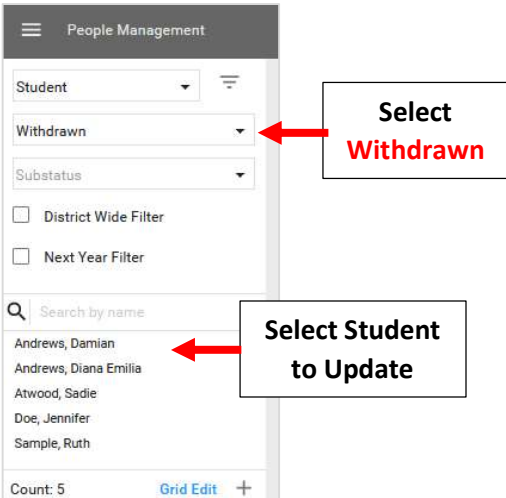 People Management
Student
Withdrawn
Select
Withdrawn
Substatus
District Wide Filter
Next Year Filter
Search by name
Andrews, Damian
Andrews, Diana Emilia
Atwood, Sadie
Doe, Jennifer
Sample, Ruth
Select Student
to Update
Count: 5 Grid Edit +